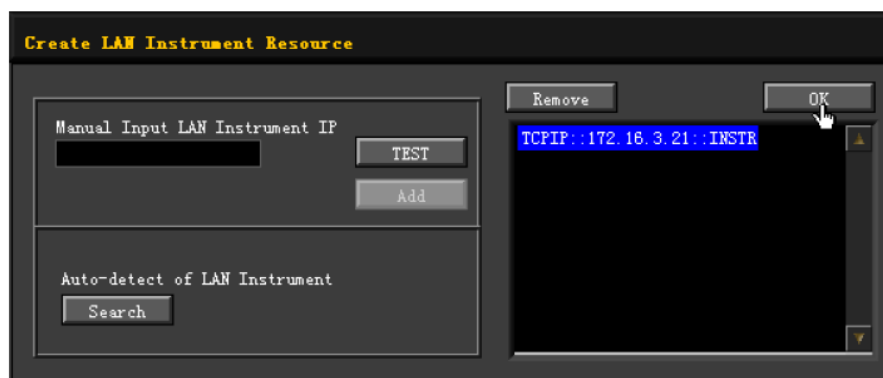 Create LAN Instrument Resource
Manual Input LAN Instrument IP
TEST
Add
Auto-detect of LAN Instrument
Search
Remove
OK
TCPIP::172.16.3.21::INSTR